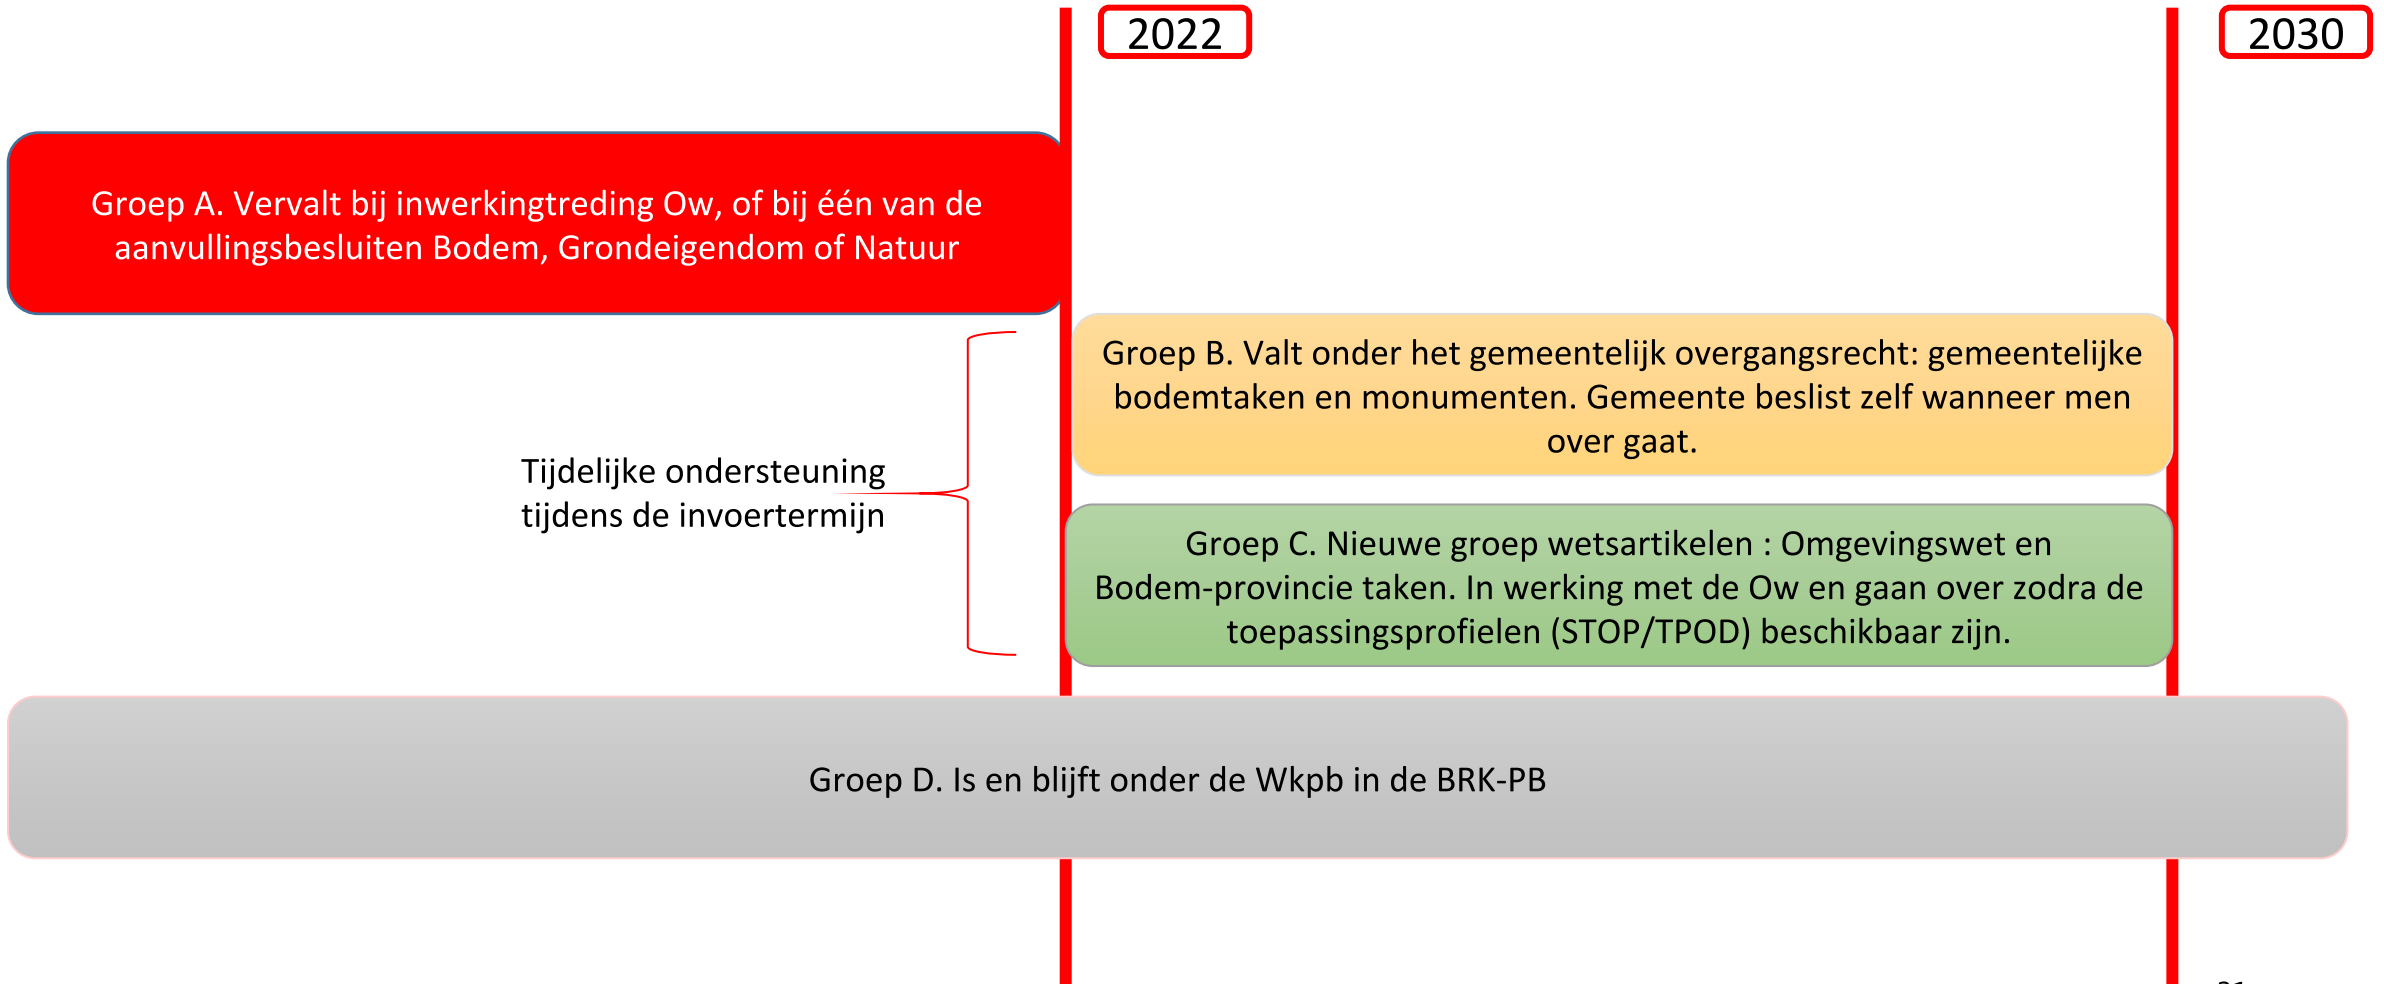 2022
2030
Groep A. Vervalt bij inwerkingtreding Ow, of bij één van de
aanvullingsbesluiten Bodem, Grondeigendom of Natuur
Groep B. Valt onder het gemeentelijk overgangsrecht: gemeentelijke
bodemtaken en monumenten. Gemeente beslist zelf wanneer men
over gaat.
Tijdelijke ondersteuning
tijdens de invoertermijn
Groep C. Nieuwe groep wetsartikelen : Omgevingswet en
Bodem-provincie taken. In werking met de Ow en gaan over zodra de
toepassingsprofielen (STOP/TPOD) beschikbaar zijn.
Groep D. Is en blijft onder de Wkpb in de BRK-PB